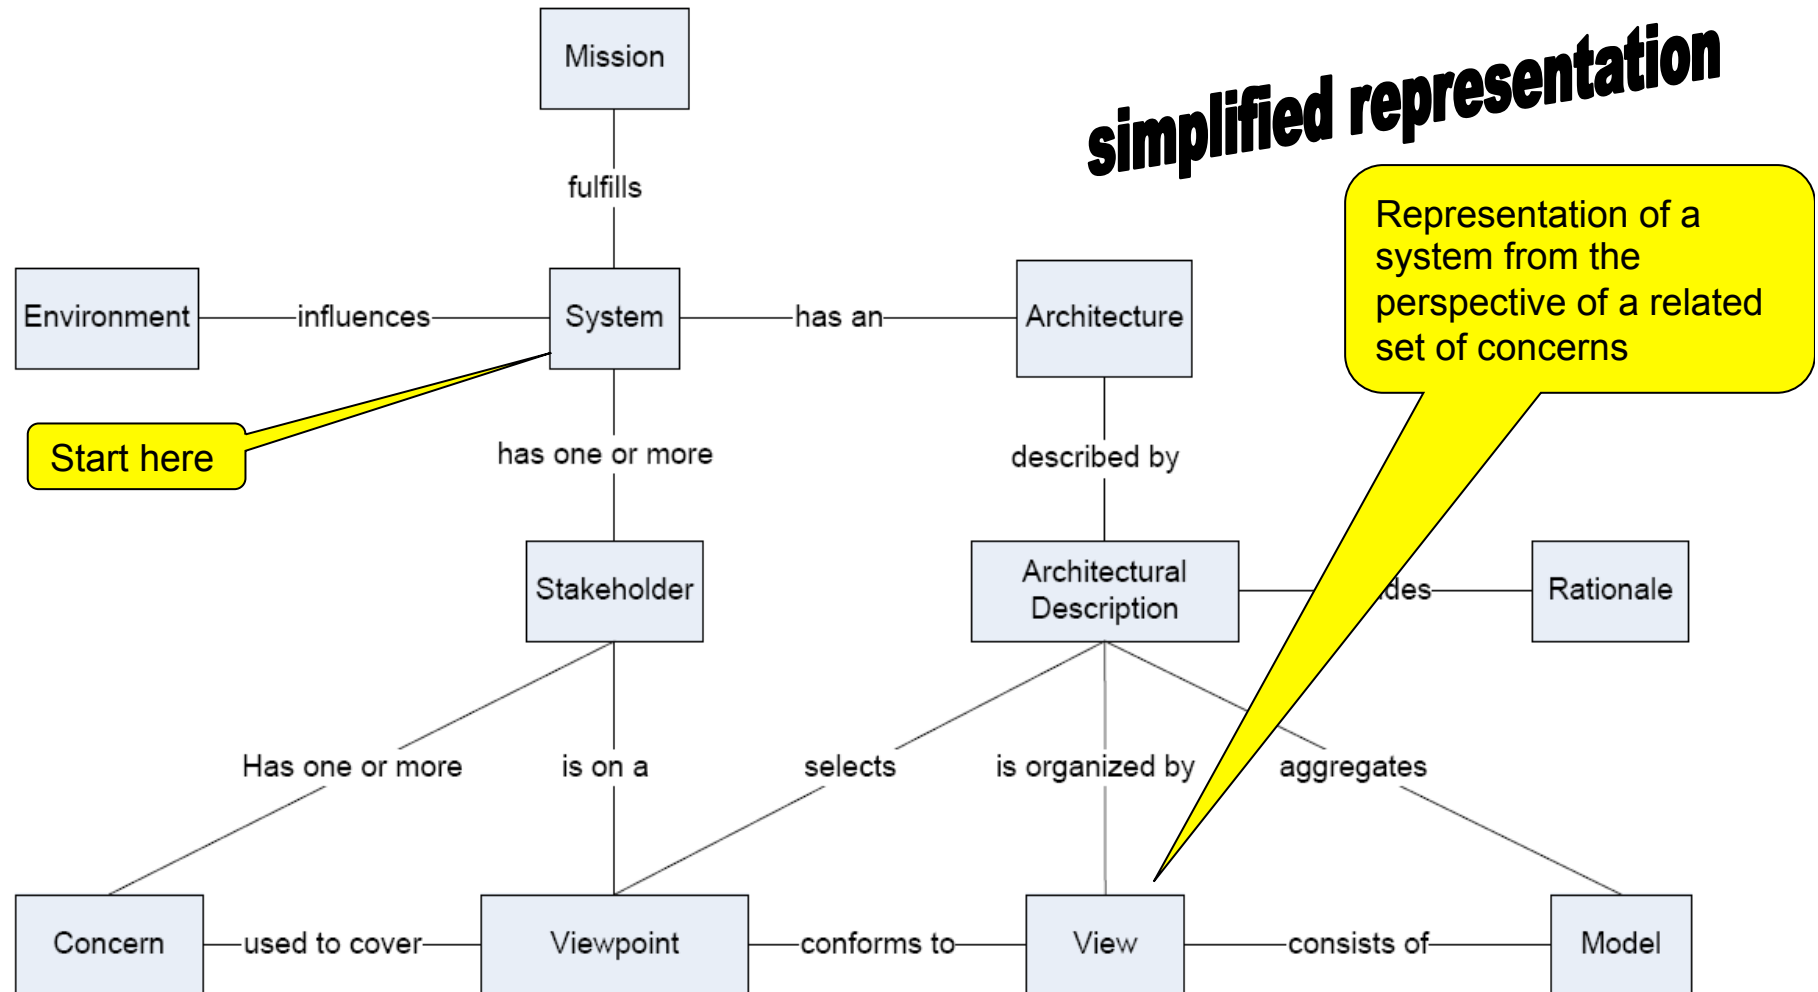 Mission
simplified representation
fulfills
Representation of a
system from the
perspective of a related
set of concerns
Environment
influences
System
has an
Architecture
Start here
has one or more
described by
Stakeholder
Architectural
Description
Rationale
Has one or more
is on a
selects
is organized by
aggregates
Concern
used to cover
Viewpoint
conforms to
View
consists of
Model